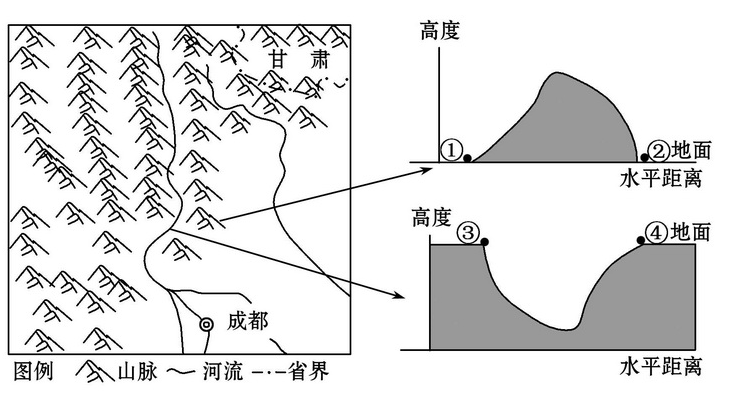 甘 肃
成都
图例 山脉 河流 省界
高度
① ②地面
水平距离
高度
③ ④地面
水平距离